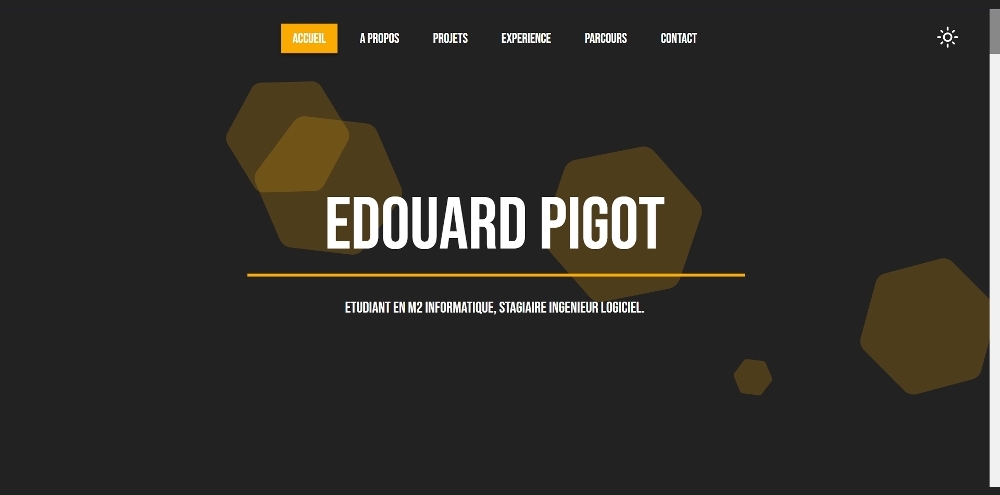 ACCUEIL A PROPOS PROJETS EXPERIENCE PARCOURS CONTACT
EDOUARD PIGOT
ETUDIANT EN M2 INFORMATIQUE, STAGIAIRE INGENIEUR LOGICIEL.